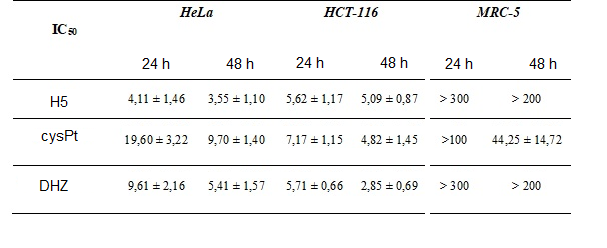 IC50 HeLa HCT-116 MRC-5
24 h 48 h 24 h 48 h 24 h 48 h
H5 4,11 ± 1,46 3,55 ± 1,10 5,62 ± 1,17 5,09 ± 0,87 > 300 > 200
cysPt 19,60 ± 3,22 9,70 ± 1,40 7,17 ± 1,15 4,82 ± 1,45 >100 44,25 ± 14,72
DHZ 9,61 ± 2,16 5,41 ± 1,57 5,71 ± 0,66 2,85 ± 0,69 > 300 > 200